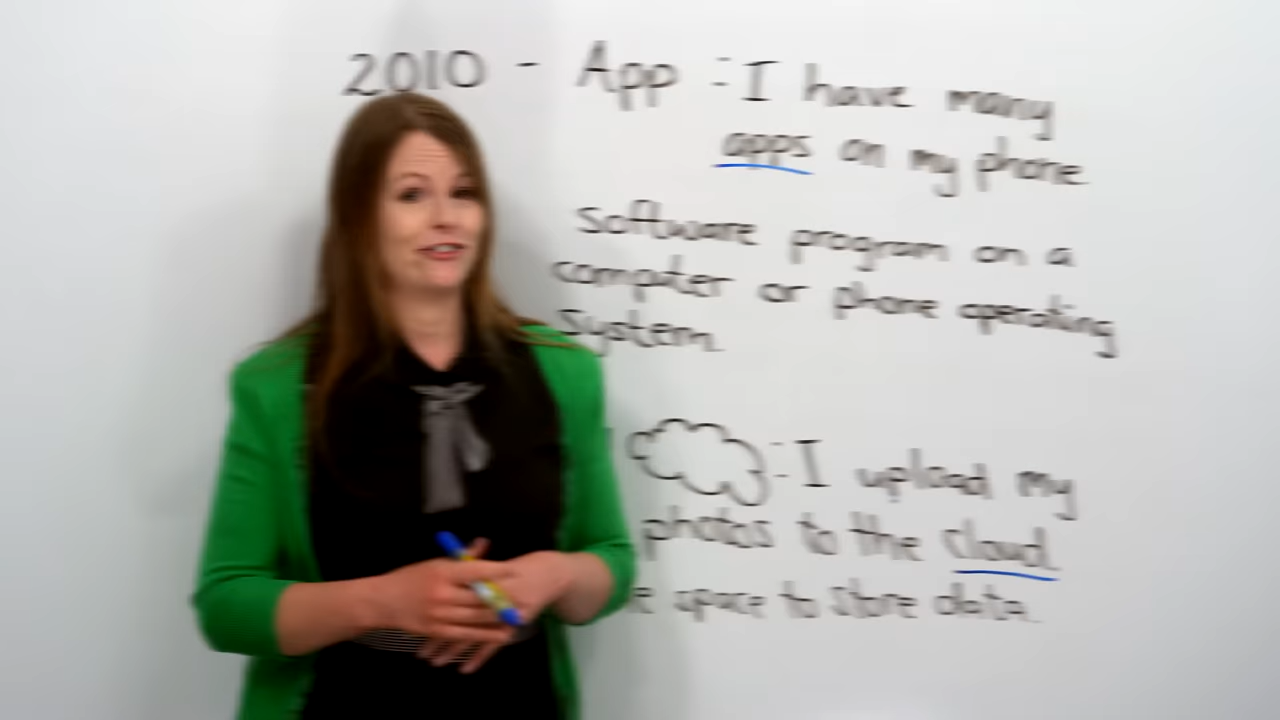 2010 - App : I have many
apps on my phone.
Software program on a
computer or phone operating
system.
: I upload my
photos to the cloud.
space to store data.